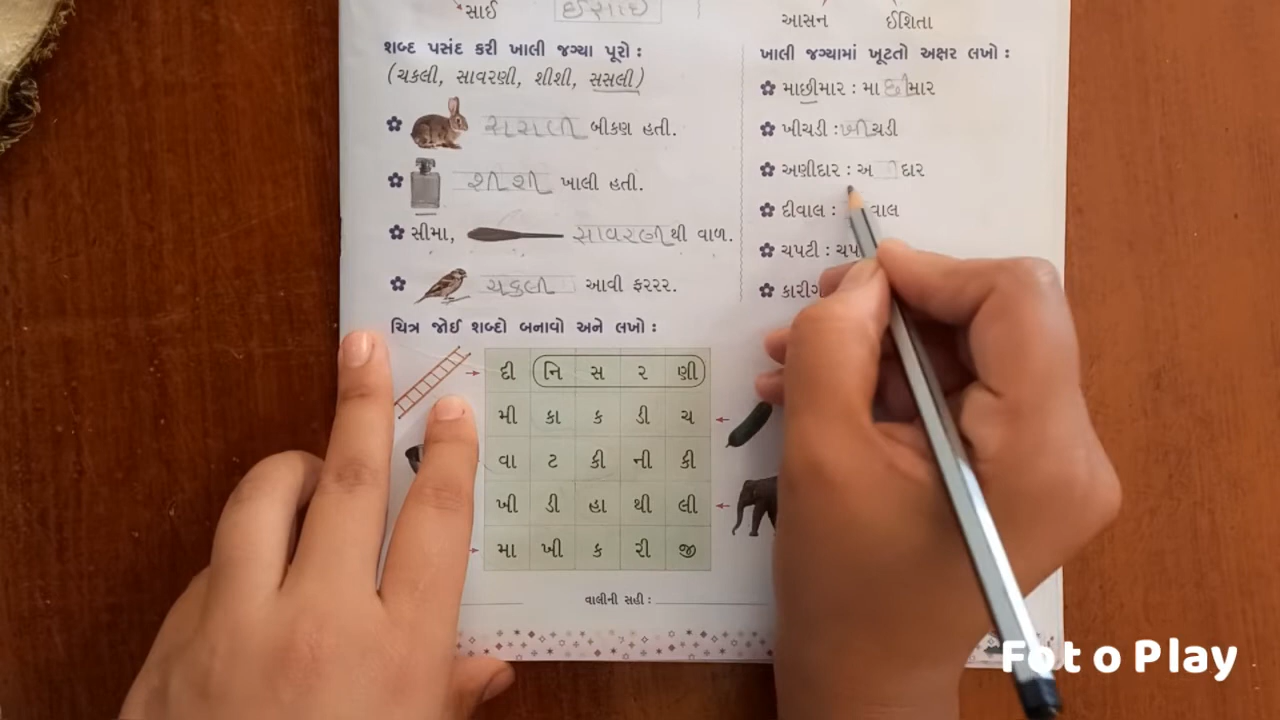 સાઈ ઈસાઈ
શબ્દ પસંદ કરી ખાલી જગ્યા પૂરો :
(ચકલી, સાવરણી, શીશી, સસલી)
સસલી બીકણ હતી.
શીશી ખાલી હતી.
સીમા, સાવરણી થી વાળ.
ચકલી આવી ફરરર.
ચિત્ર જોઈ શબ્દો બનાવો અને લખો :
દી નિ સ ર ણી
મી કા ક ડી ચ
વા ટ કી ની કી
ખી ડી હા થી લી
મા ખી ક રી જી
વાલીની સહી :
આસન ઈશિતા
ખાલી જગ્યામાં ખૂટતો અક્ષર લખો :
માછીમાર : મા છી માર
ખીચડી : ખી ચડી
અણીદાર : અ ી દાર
દીવાલ : વાલ
ચપટી : ચપ
કારીગ
Foto Play